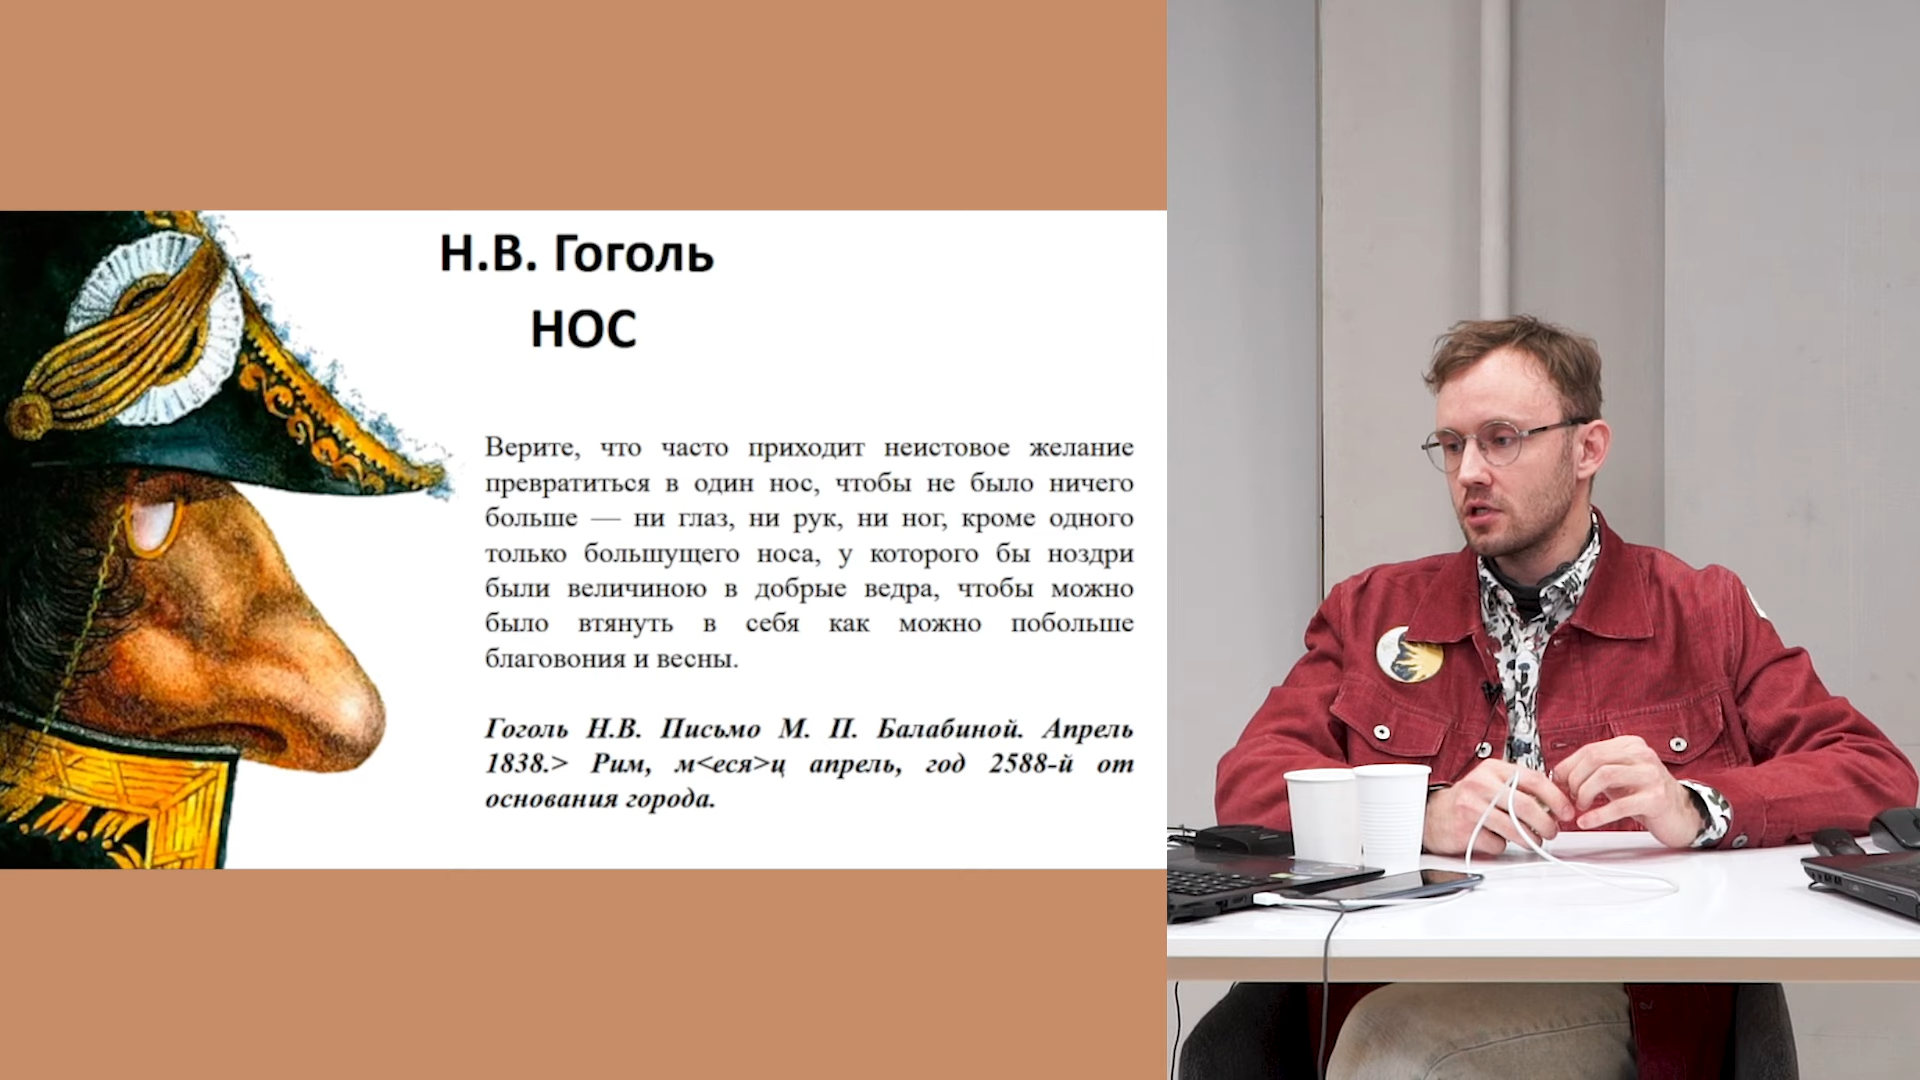 Н.В. Гоголь
НОС
Верите, что часто приходит неистовое желание
превратиться в один нос, чтобы не было ничего
больше — ни глаз, ни рук, ни ног, кроме одного
только большущего носа, у которого бы ноздри
были величиною в добрые ведра, чтобы можно
было втянуть в себя как можно побольше
благовония и весны.
Гоголь Н.В. Письмо М. П. Балабиной. Апрель
1838.> Рим, м<еся>ц апрель, год 2588-й от
основания города.